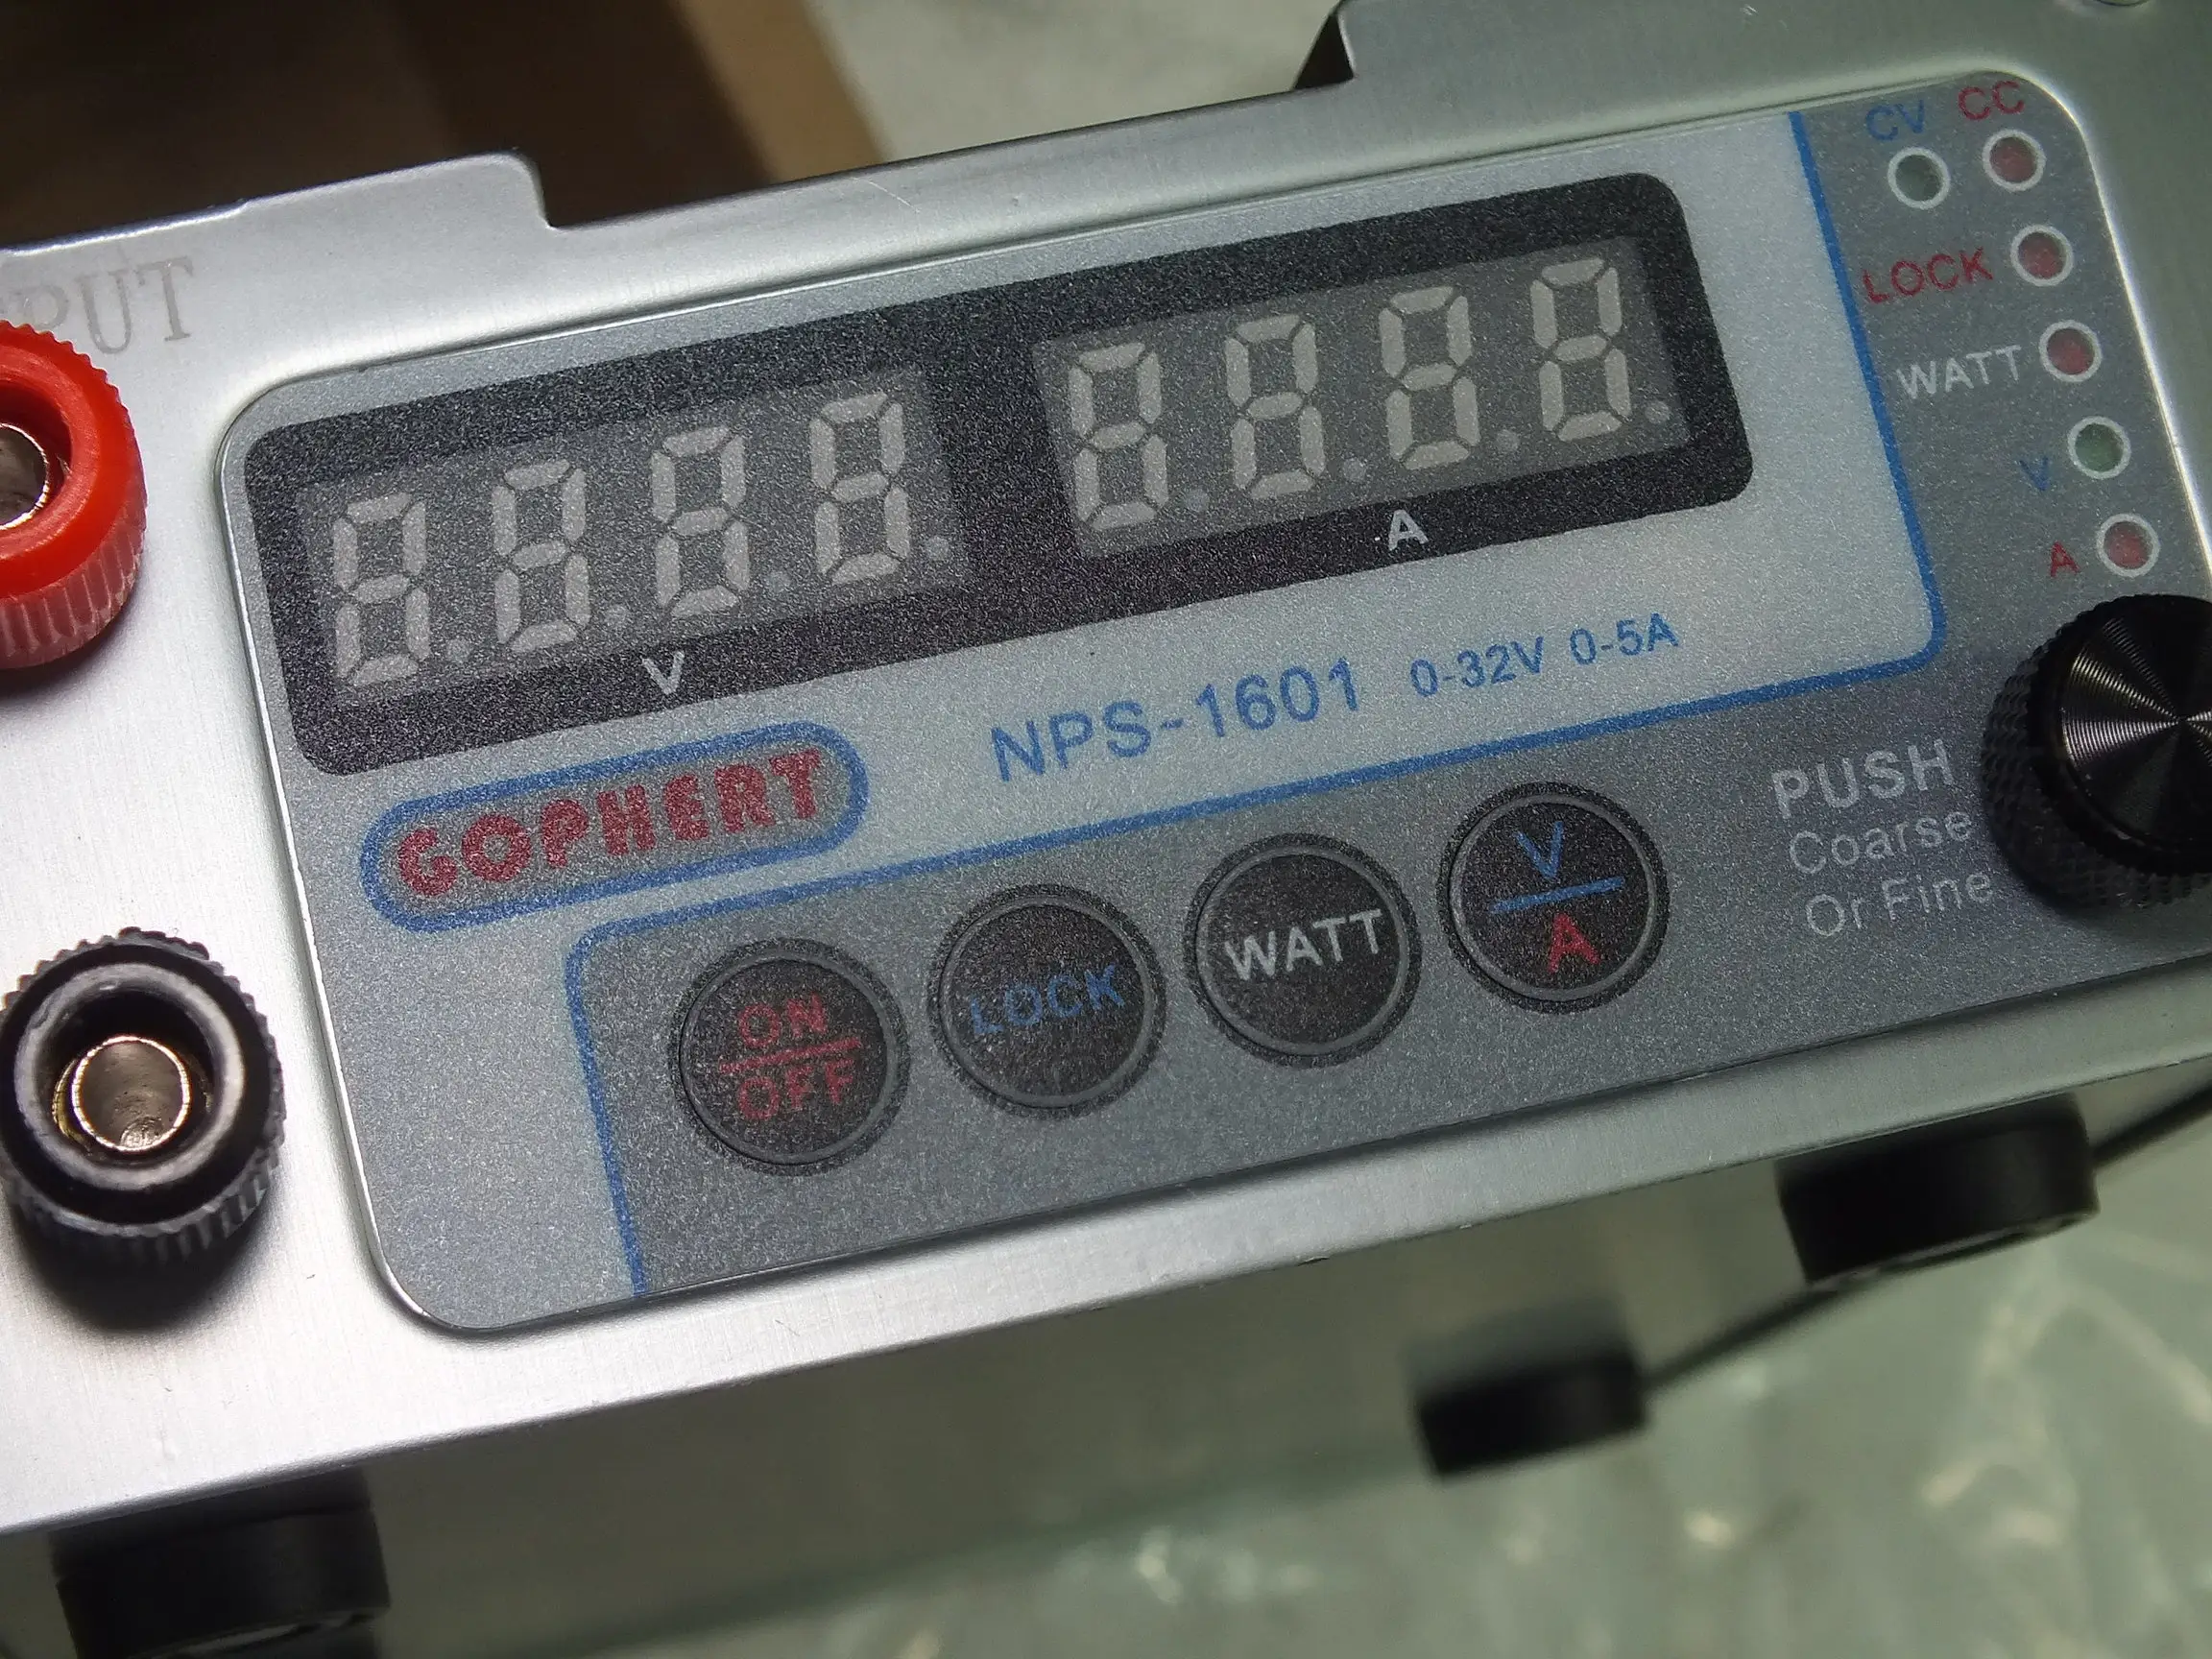 PUT
CV CC
LOCK
WATT
V
A
V
A
NPS-1601 0-32V 0-5A
GOPHERT
ON
OFF
LOCK
WATT
V
A
PUSH
Coarse
Or Fine